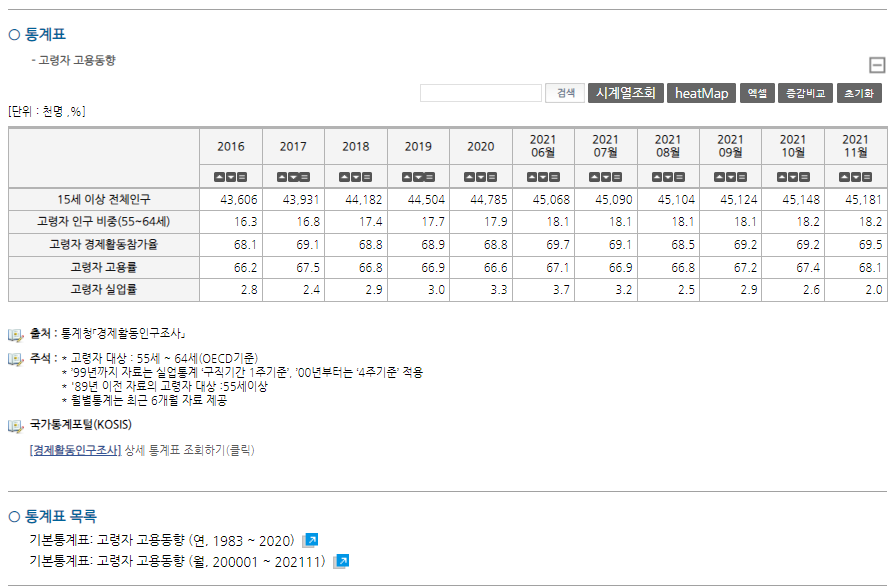 통계표
- 고령자 고용동향
검색 시계열조회 heatMap 엑셀 증감비교 초기화
[단위 : 천명 ,%]
2016 2017 2018 2019 2020 2021 06월 2021 07월 2021 08월 2021 09월 2021 10월 2021 11월
15세 이상 전체인구 43,606 43,931 44,182 44,504 44,785 45,068 45,090 45,104 45,124 45,148 45,181
고령자 인구 비중(55~64세) 16.3 16.8 17.4 17.7 17.9 18.1 18.1 18.1 18.1 18.2 18.2
고령자 경제활동참가율 68.1 69.1 68.8 68.9 68.8 69.7 69.1 68.5 69.2 69.2 69.5
고령자 고용률 66.2 67.5 66.8 66.9 66.6 67.1 66.9 66.8 67.2 67.4 68.1
고령자 실업률 2.8 2.4 2.9 3.0 3.3 3.7 3.2 2.5 2.9 2.6 2.0
출처 : 통계청「경제활동인구조사」
주석 : * 고령자 대상 : 55세 ~ 64세(OECD기준)
* '99년까지 자료는 실업통계 '구직기간 1주기준', '00년부터는 '4주기준' 적용
* '89년 이전 자료의 고령자 대상 :55세이상
* 월별통계는 최근 6개월 자료 제공
국가통계포털(KOSIS)
[경제활동인구조사] 상세 통계표 조회하기(클릭)
통계표 목록
기본통계표: 고령자 고용동향 (연, 1983 ~ 2020)
기본통계표: 고령자 고용동향 (월, 200001 ~ 202111)